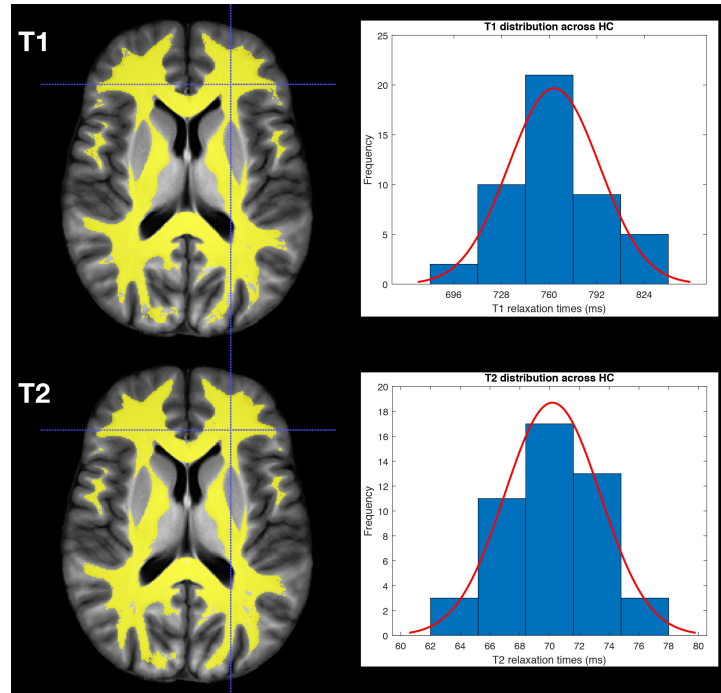 T1
T1 distribution across HC
25
20
15
10
5
0
Frequency
696 728 760 792 824
T1 relaxation times (ms)
T2
T2 distribution across HC
20
18
16
14
12
10
8
6
4
2
0
Frequency
60 62 64 66 68 70 72 74 76 78 80
T2 relaxation times (ms)